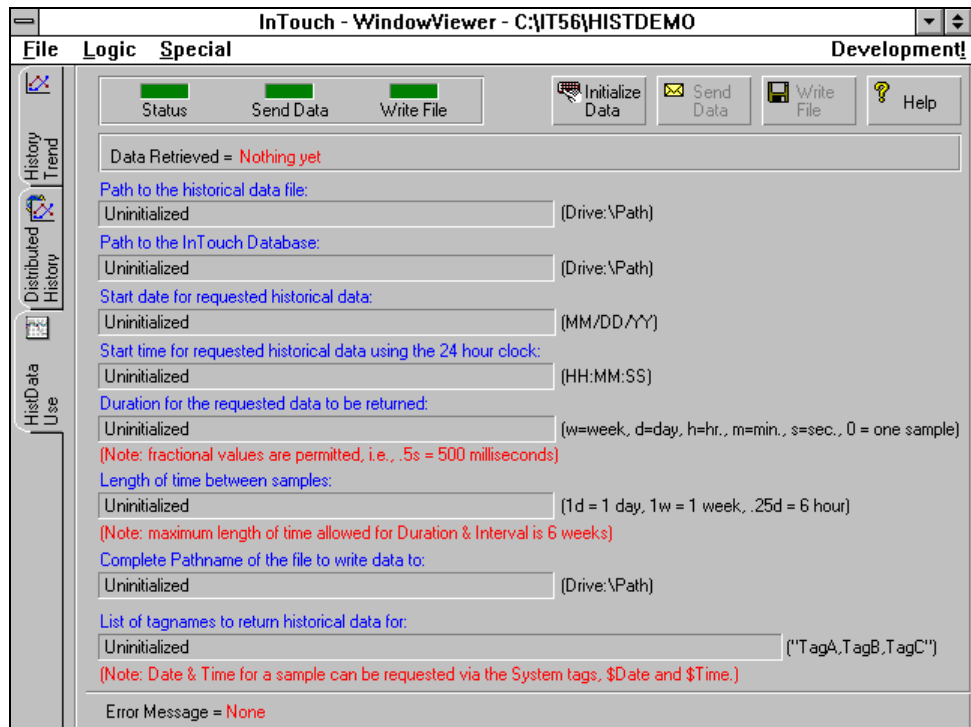 InTouch - WindowViewer - C:\IT56\HISTDEMO
File Logic Special Development!
History
Trend
Distributed
History
HistData
Use
Status Send Data Write File
Initialize
Data
Send
Data
Write
File
Help
Data Retrieved = Nothing yet
Path to the historical data file:
Uninitialized (Drive:\Path)
Path to the InTouch Database:
Uninitialized (Drive:\Path)
Start date for requested historical data:
Uninitialized (MM/DD/YY)
Start time for requested historical data using the 24 hour clock:
Uninitialized (HH:MM:SS)
Duration for the requested data to be returned:
Uninitialized (w=week, d=day, h=hr., m=min., s=sec., 0 = one sample)
(Note: fractional values are permitted, i.e., .5s = 500 milliseconds)
Length of time between samples:
Uninitialized (1d = 1 day, 1w = 1 week, .25d = 6 hour)
(Note: maximum length of time allowed for Duration & Interval is 6 weeks)
Complete Pathname of the file to write data to:
Uninitialized (Drive:\Path)
List of tagnames to return historical data for:
Uninitialized ("TagA,TagB,TagC")
(Note: Date & Time for a sample can be requested via the System tags, $Date and $Time.)
Error Message = None